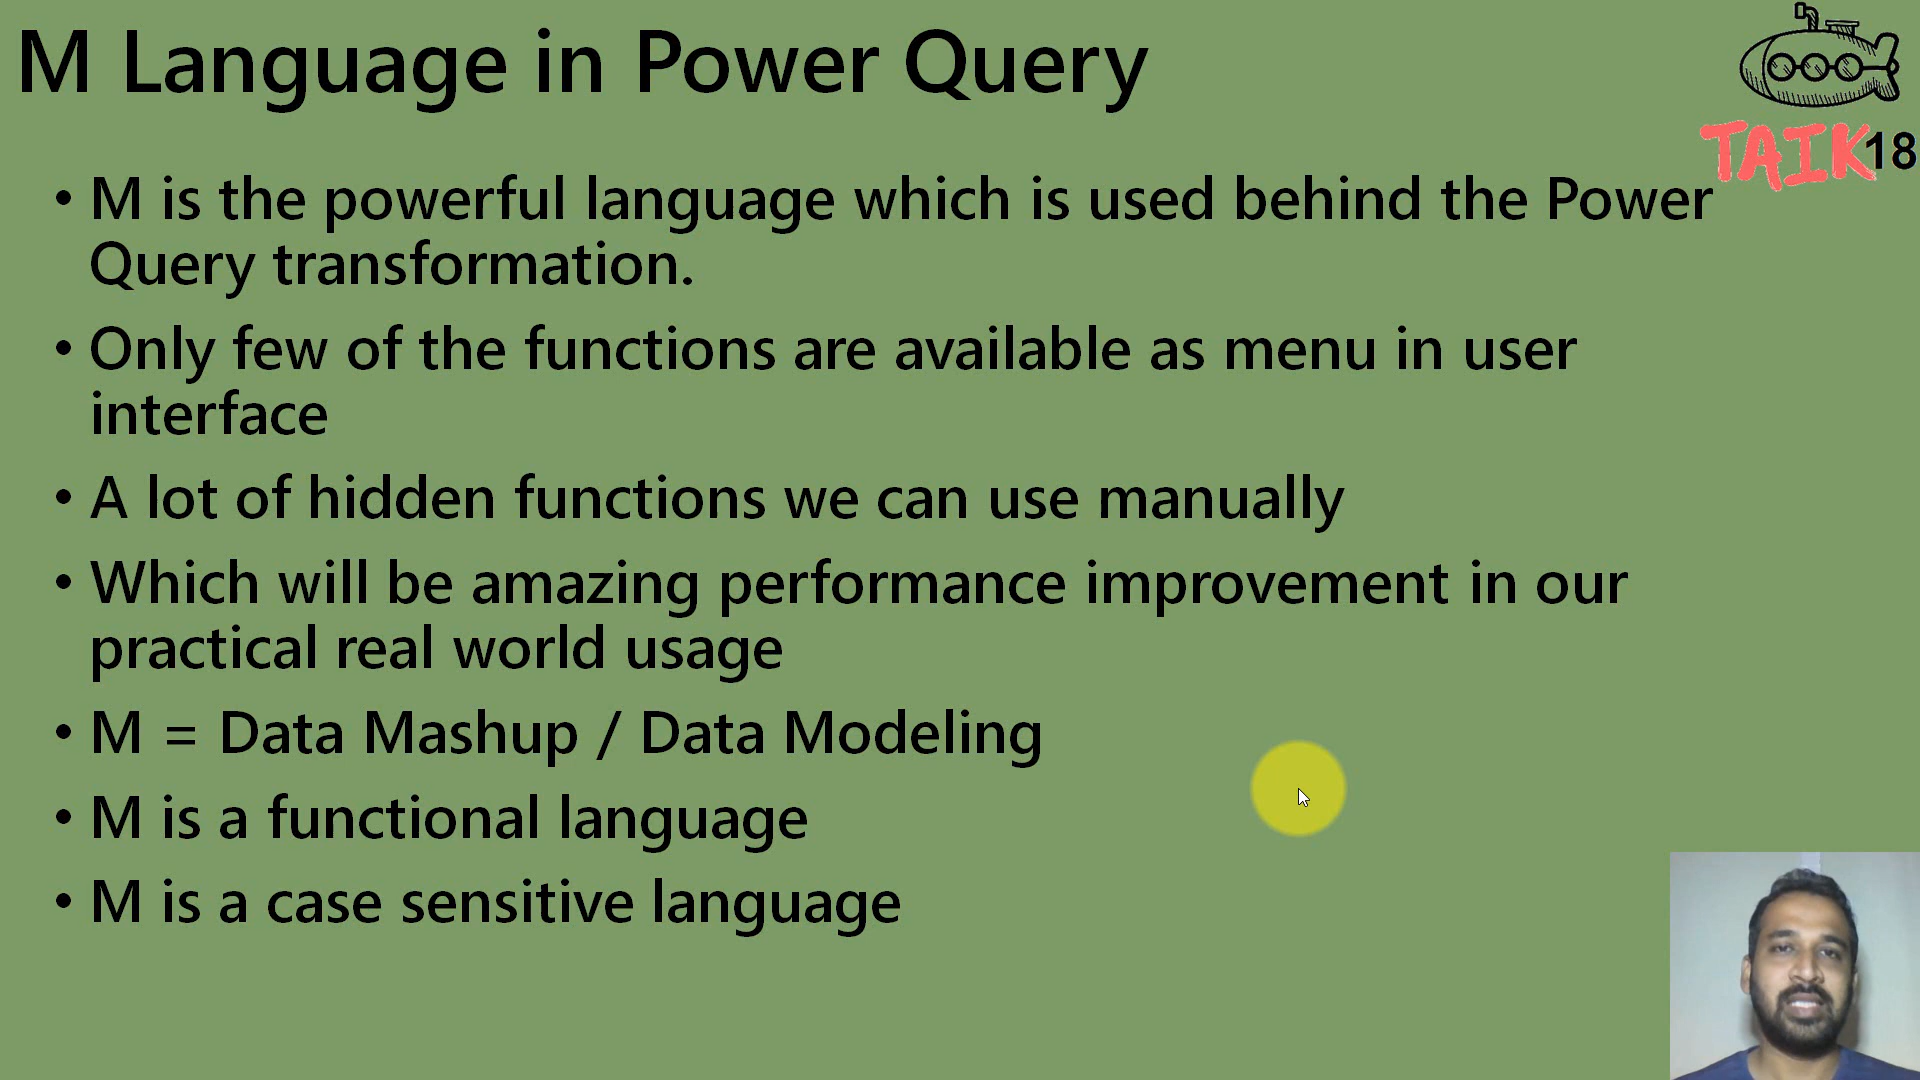 M Language in Power Query
TAIK18
• M is the powerful language which is used behind the Power
Query transformation.
• Only few of the functions are available as menu in user
interface
• A lot of hidden functions we can use manually
• Which will be amazing performance improvement in our
practical real world usage
• M = Data Mashup / Data Modeling
• M is a functional language
• M is a case sensitive language